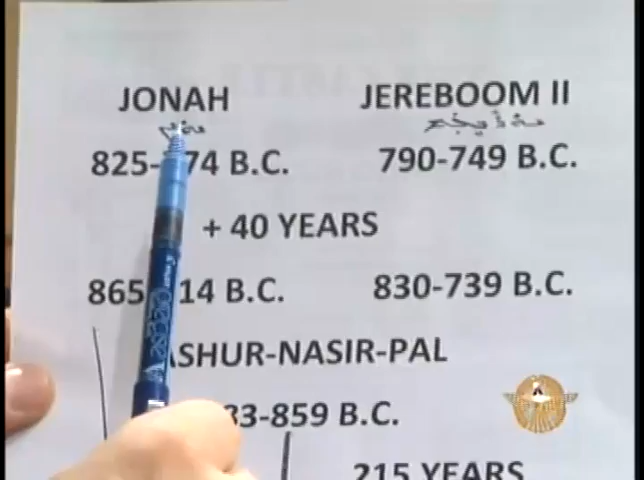 JONAH JEREBOOM II
825- 74 B.C. 790-749 B.C.
+ 40 YEARS
865 14 B.C. 830-739 B.C.
ASHUR-NASIR-PAL
3-859 B.C.
215 YEARS